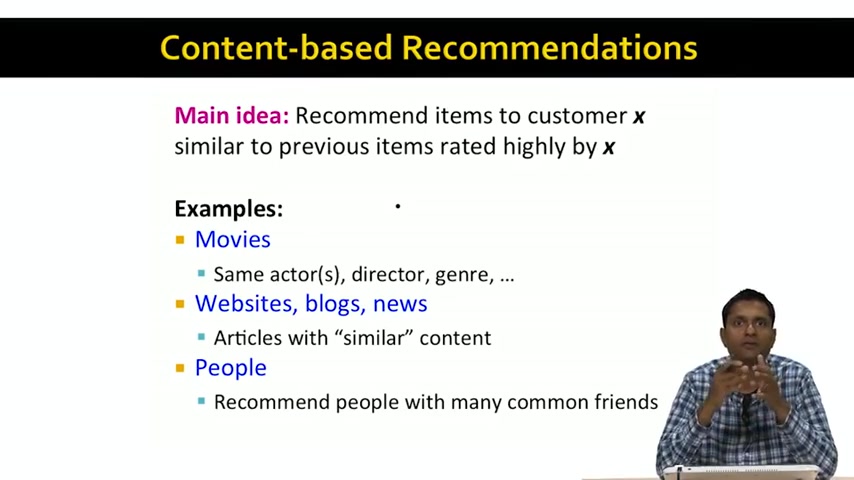 Content-based Recommendations
Main idea: Recommend items to customer x
similar to previous items rated highly by x
Examples:
Movies
Same actor(s), director, genre, ...
Websites, blogs, news
Articles with “similar” content
People
Recommend people with many common friends